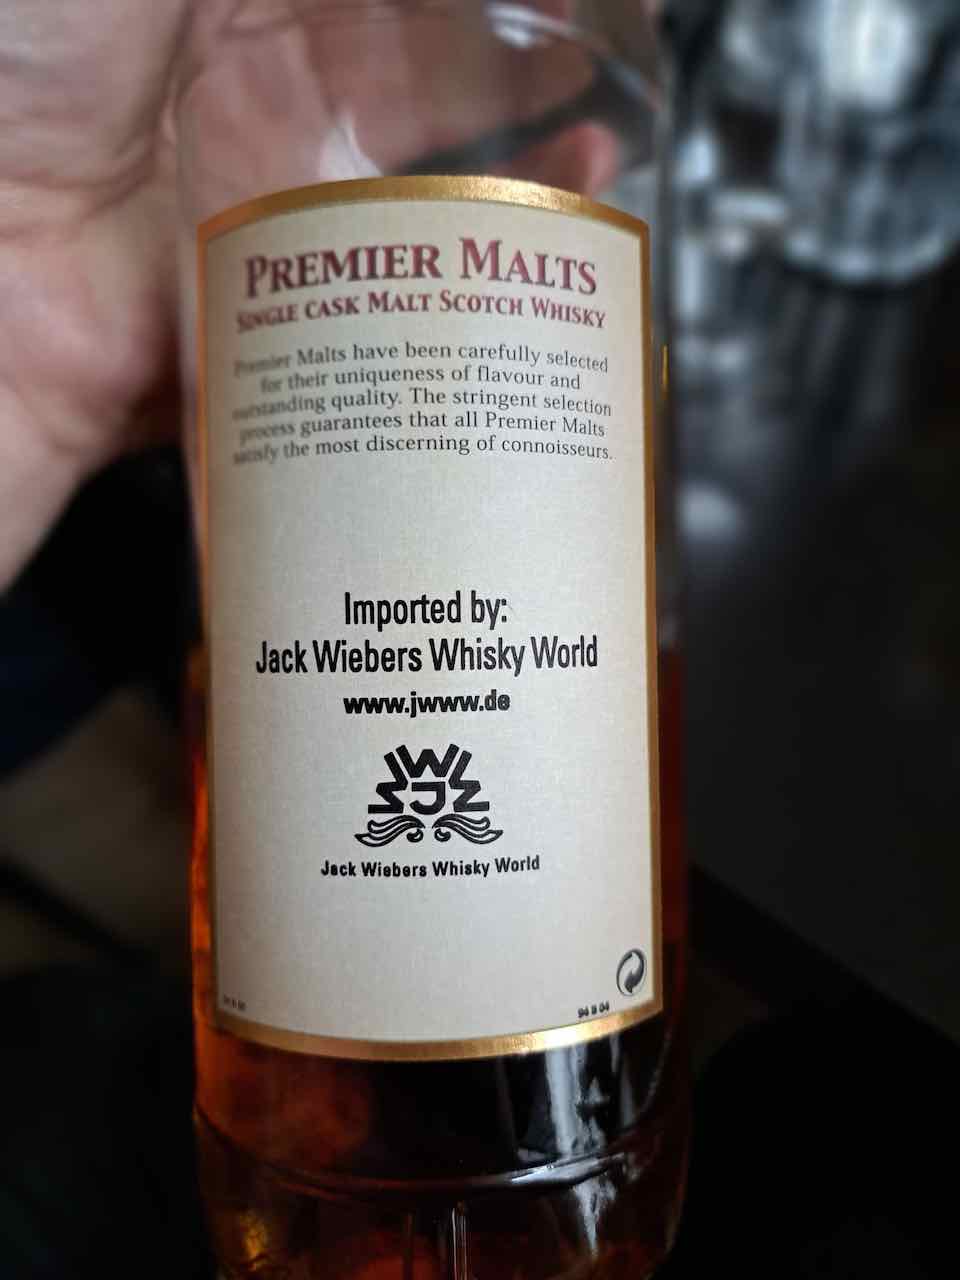 PREMIER MALTS
SINGLE CASK MALT SCOTCH WHISKY
Premier Malts have been carefully selected
for their uniqueness of flavour and
outstanding quality. The stringent selection
process guarantees that all Premier Malts
satisfy the most discerning of connoisseurs.
Imported by:
Jack Wiebers Whisky World
www.jwww.de
JWWW
Jack Wiebers Whisky World